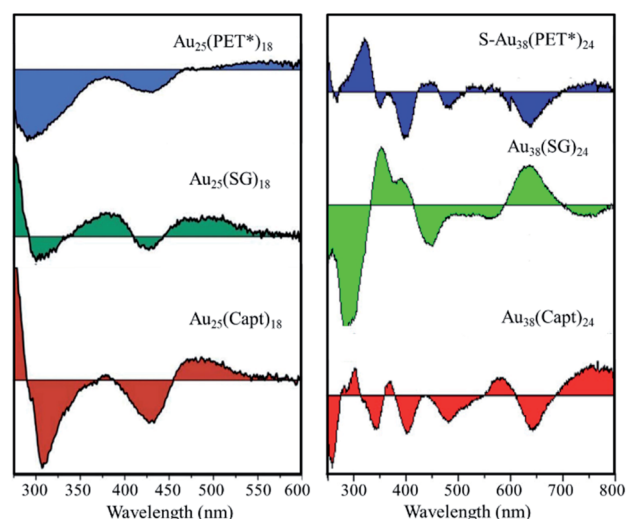 Au25(PET*)18
Au25(SG)18
Au25(Capt)18
300 350 400 450 500 550 600
Wavelength (nm)
S-Au38(PET*)24
Au38(SG)24
Au38(Capt)24
300 400 500 600 700 800
Wavelength (nm)